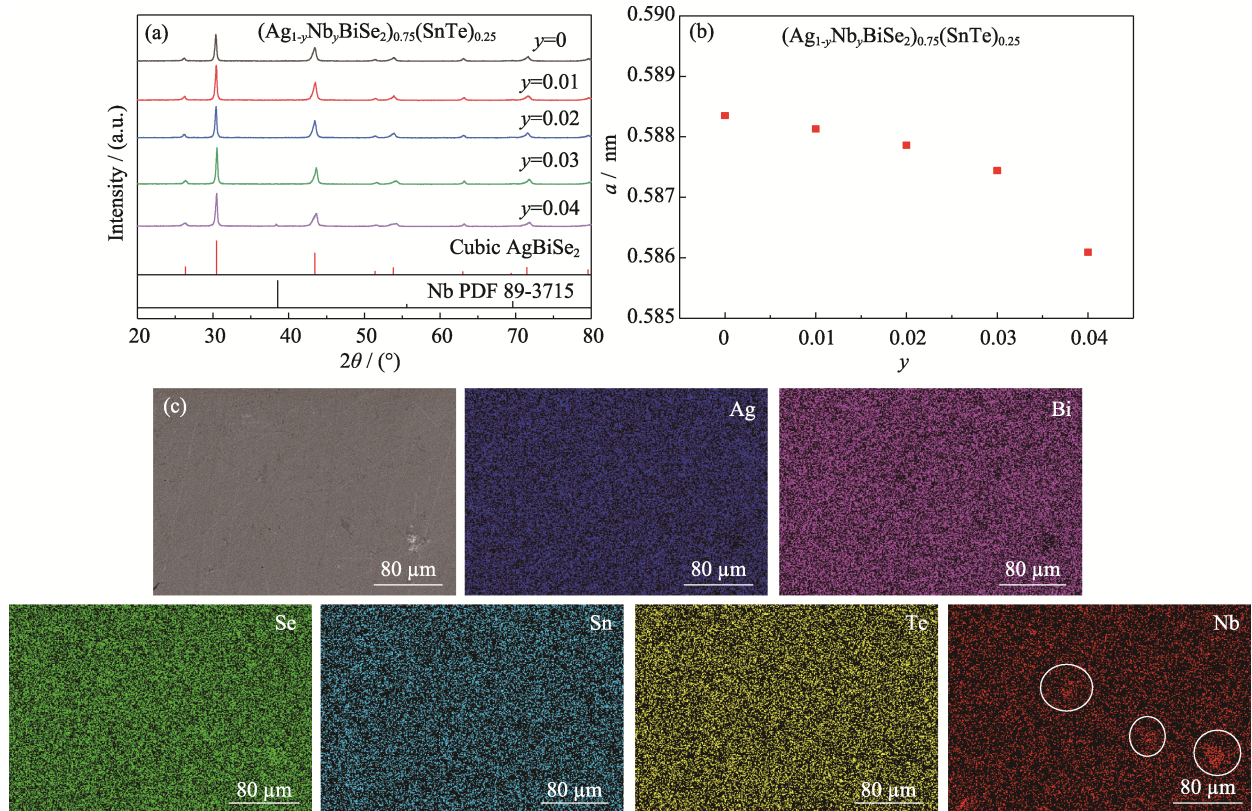 (a)
(Ag1-yNbyBiSe2)0.75(SnTe)0.25
y=0
y=0.01
y=0.02
y=0.03
y=0.04
Cubic AgBiSe2
Nb PDF 89-3715
Intensity / (a.u.)
20 30 40 50 60 70 80
2θ / (°)
(b)
(Ag1-yNbyBiSe2)0.75(SnTe)0.25
0.590
0.589
0.588
0.587
0.586
0.585
a / nm
0 0.01 0.02 0.03 0.04
y
(c)
80 µm
Ag
80 µm
Bi
80 µm
Se
80 µm
Sn
80 µm
Te
80 µm
Nb
80 µm